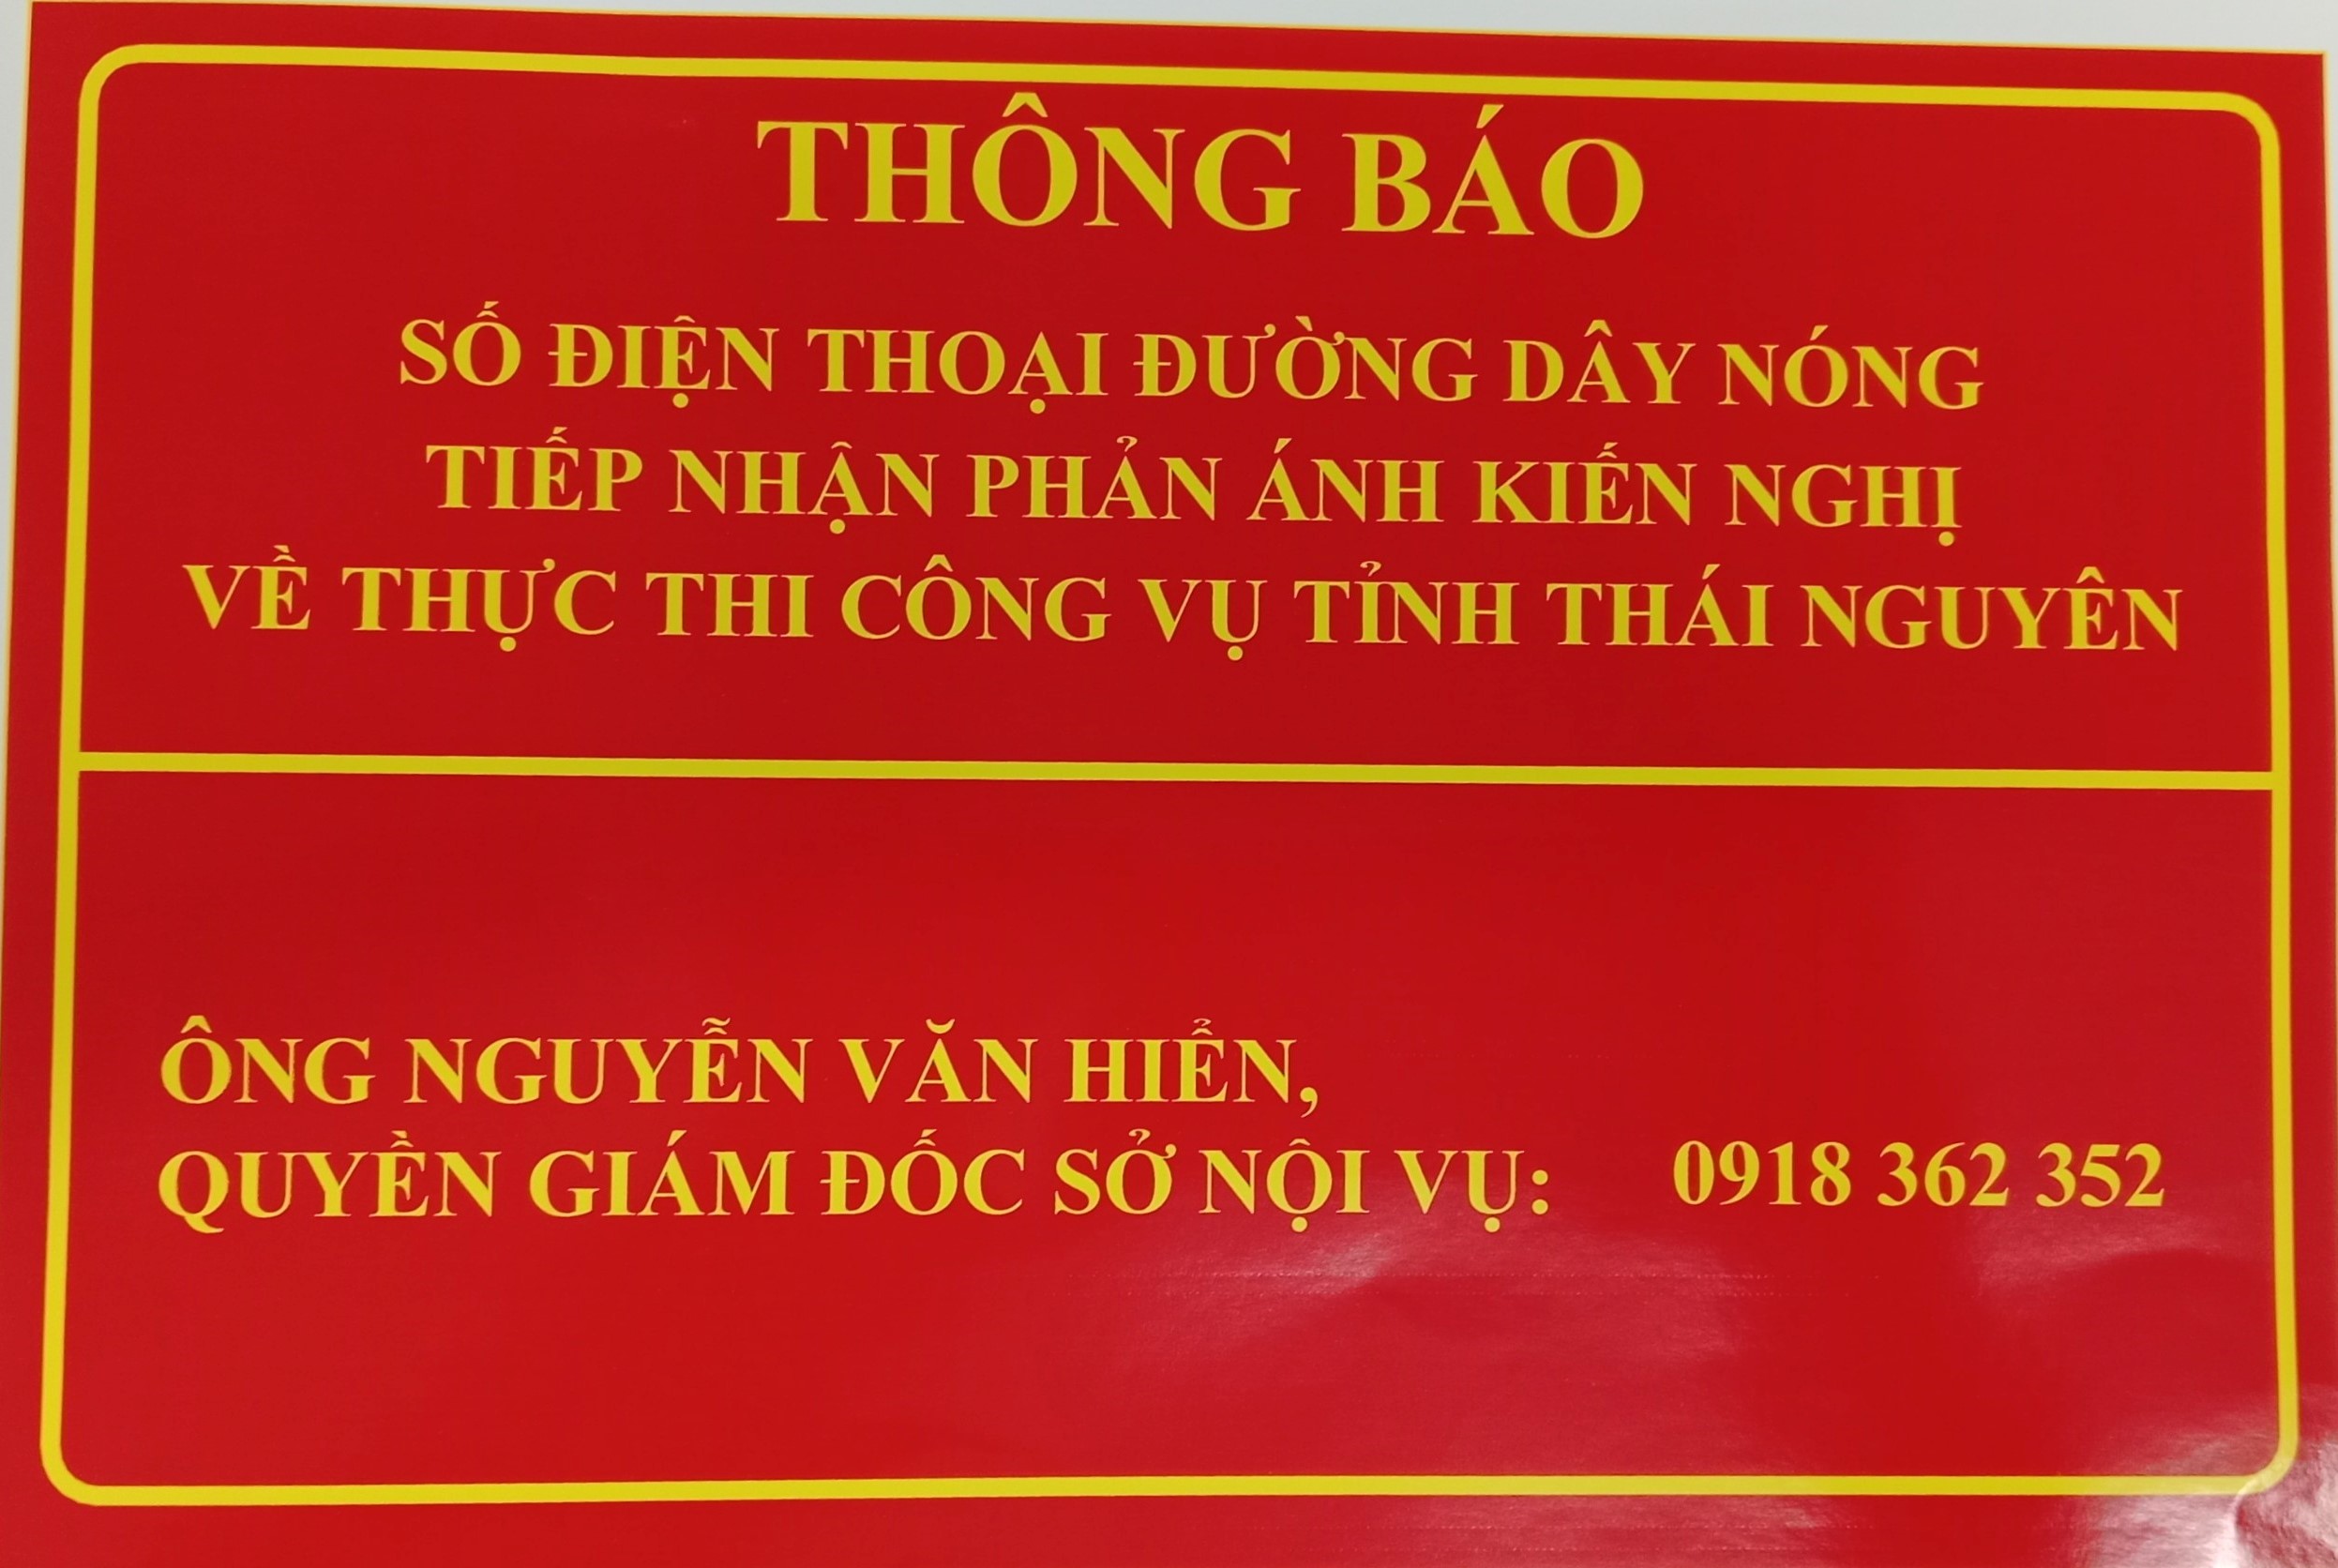 THÔNG BÁO
SỐ ĐIỆN THOẠI ĐƯỜNG DÂY NÓNG
TIẾP NHẬN PHẢN ÁNH KIẾN NGHỊ
VỀ THỰC THI CÔNG VỤ TỈNH THÁI NGUYÊN
ÔNG NGUYỄN VĂN HIỂN,
QUYỀN GIÁM ĐỐC SỞ NỘI VỤ: 0918 362 352